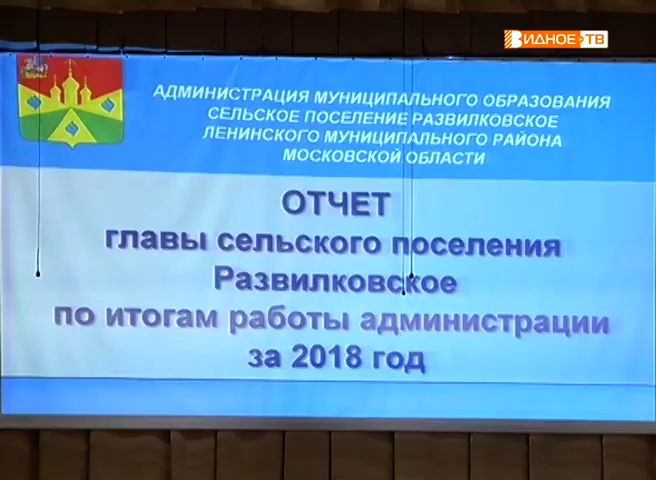 ВИДНОЕ-ТВ
АДМИНИСТРАЦИЯ МУНИЦИПАЛЬНОГО ОБРАЗОВАНИЯ
СЕЛЬСКОЕ ПОСЕЛЕНИЕ РАЗВИЛКОВСКОЕ
ЛЕНИНСКОГО МУНИЦИПАЛЬНОГО РАЙОНА
МОСКОВСКОЙ ОБЛАСТИ
ОТЧЕТ
главы сельского поселения
Развилковское
по итогам работы администрации
за 2018 год